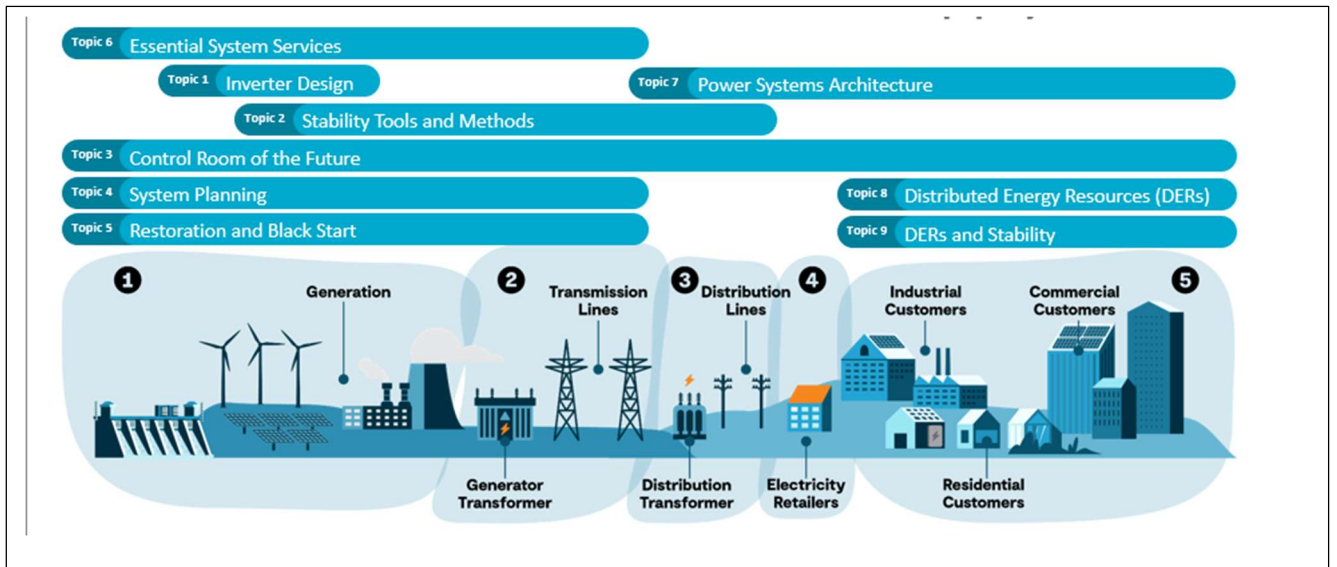 Topic 6 Essential System Services
Topic 1 Inverter Design
Topic 7 Power Systems Architecture
Topic 2 Stability Tools and Methods
Topic 3 Control Room of the Future
Topic 4 System Planning
Topic 8 Distributed Energy Resources (DERs)
Topic 5 Restoration and Black Start
Topic 9 DERs and Stability
1
2
3
4
5
Generation
Transmission
Lines
Distribution
Lines
Industrial
Customers
Commercial
Customers
Generator
Transformer
Distribution
Transformer
Electricity
Retailers
Residential
Customers